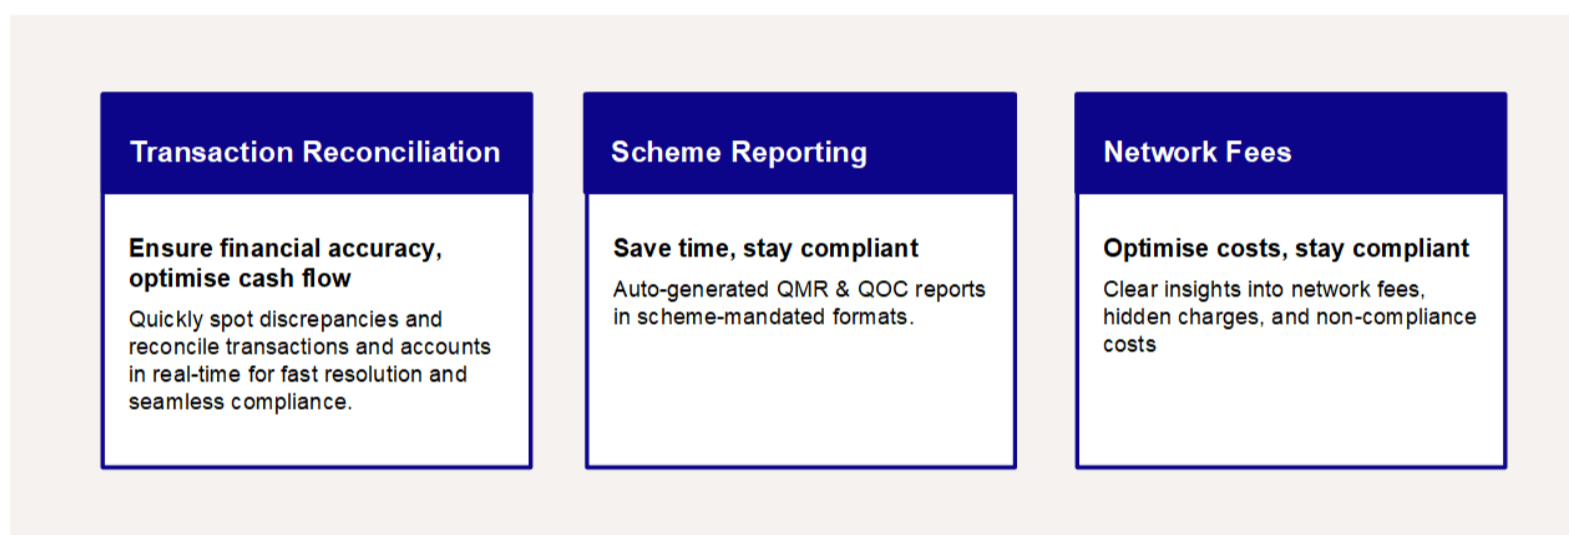 Transaction Reconciliation
Ensure financial accuracy,
optimise cash flow
Quickly spot discrepancies and
reconcile transactions and accounts
in real-time for fast resolution and
seamless compliance.
Scheme Reporting
Save time, stay compliant
Auto-generated QMR & QOC reports
in scheme-mandated formats.
Network Fees
Optimise costs, stay compliant
Clear insights into network fees,
hidden charges, and non-compliance
costs